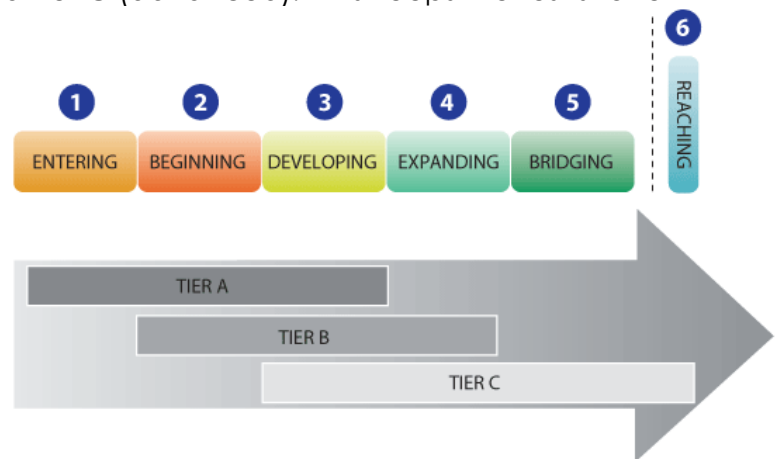 6
1 2 3 4 5
ENTERING BEGINNING DEVELOPING EXPANDING BRIDGING REACHING
TIER A
TIER B
TIER C